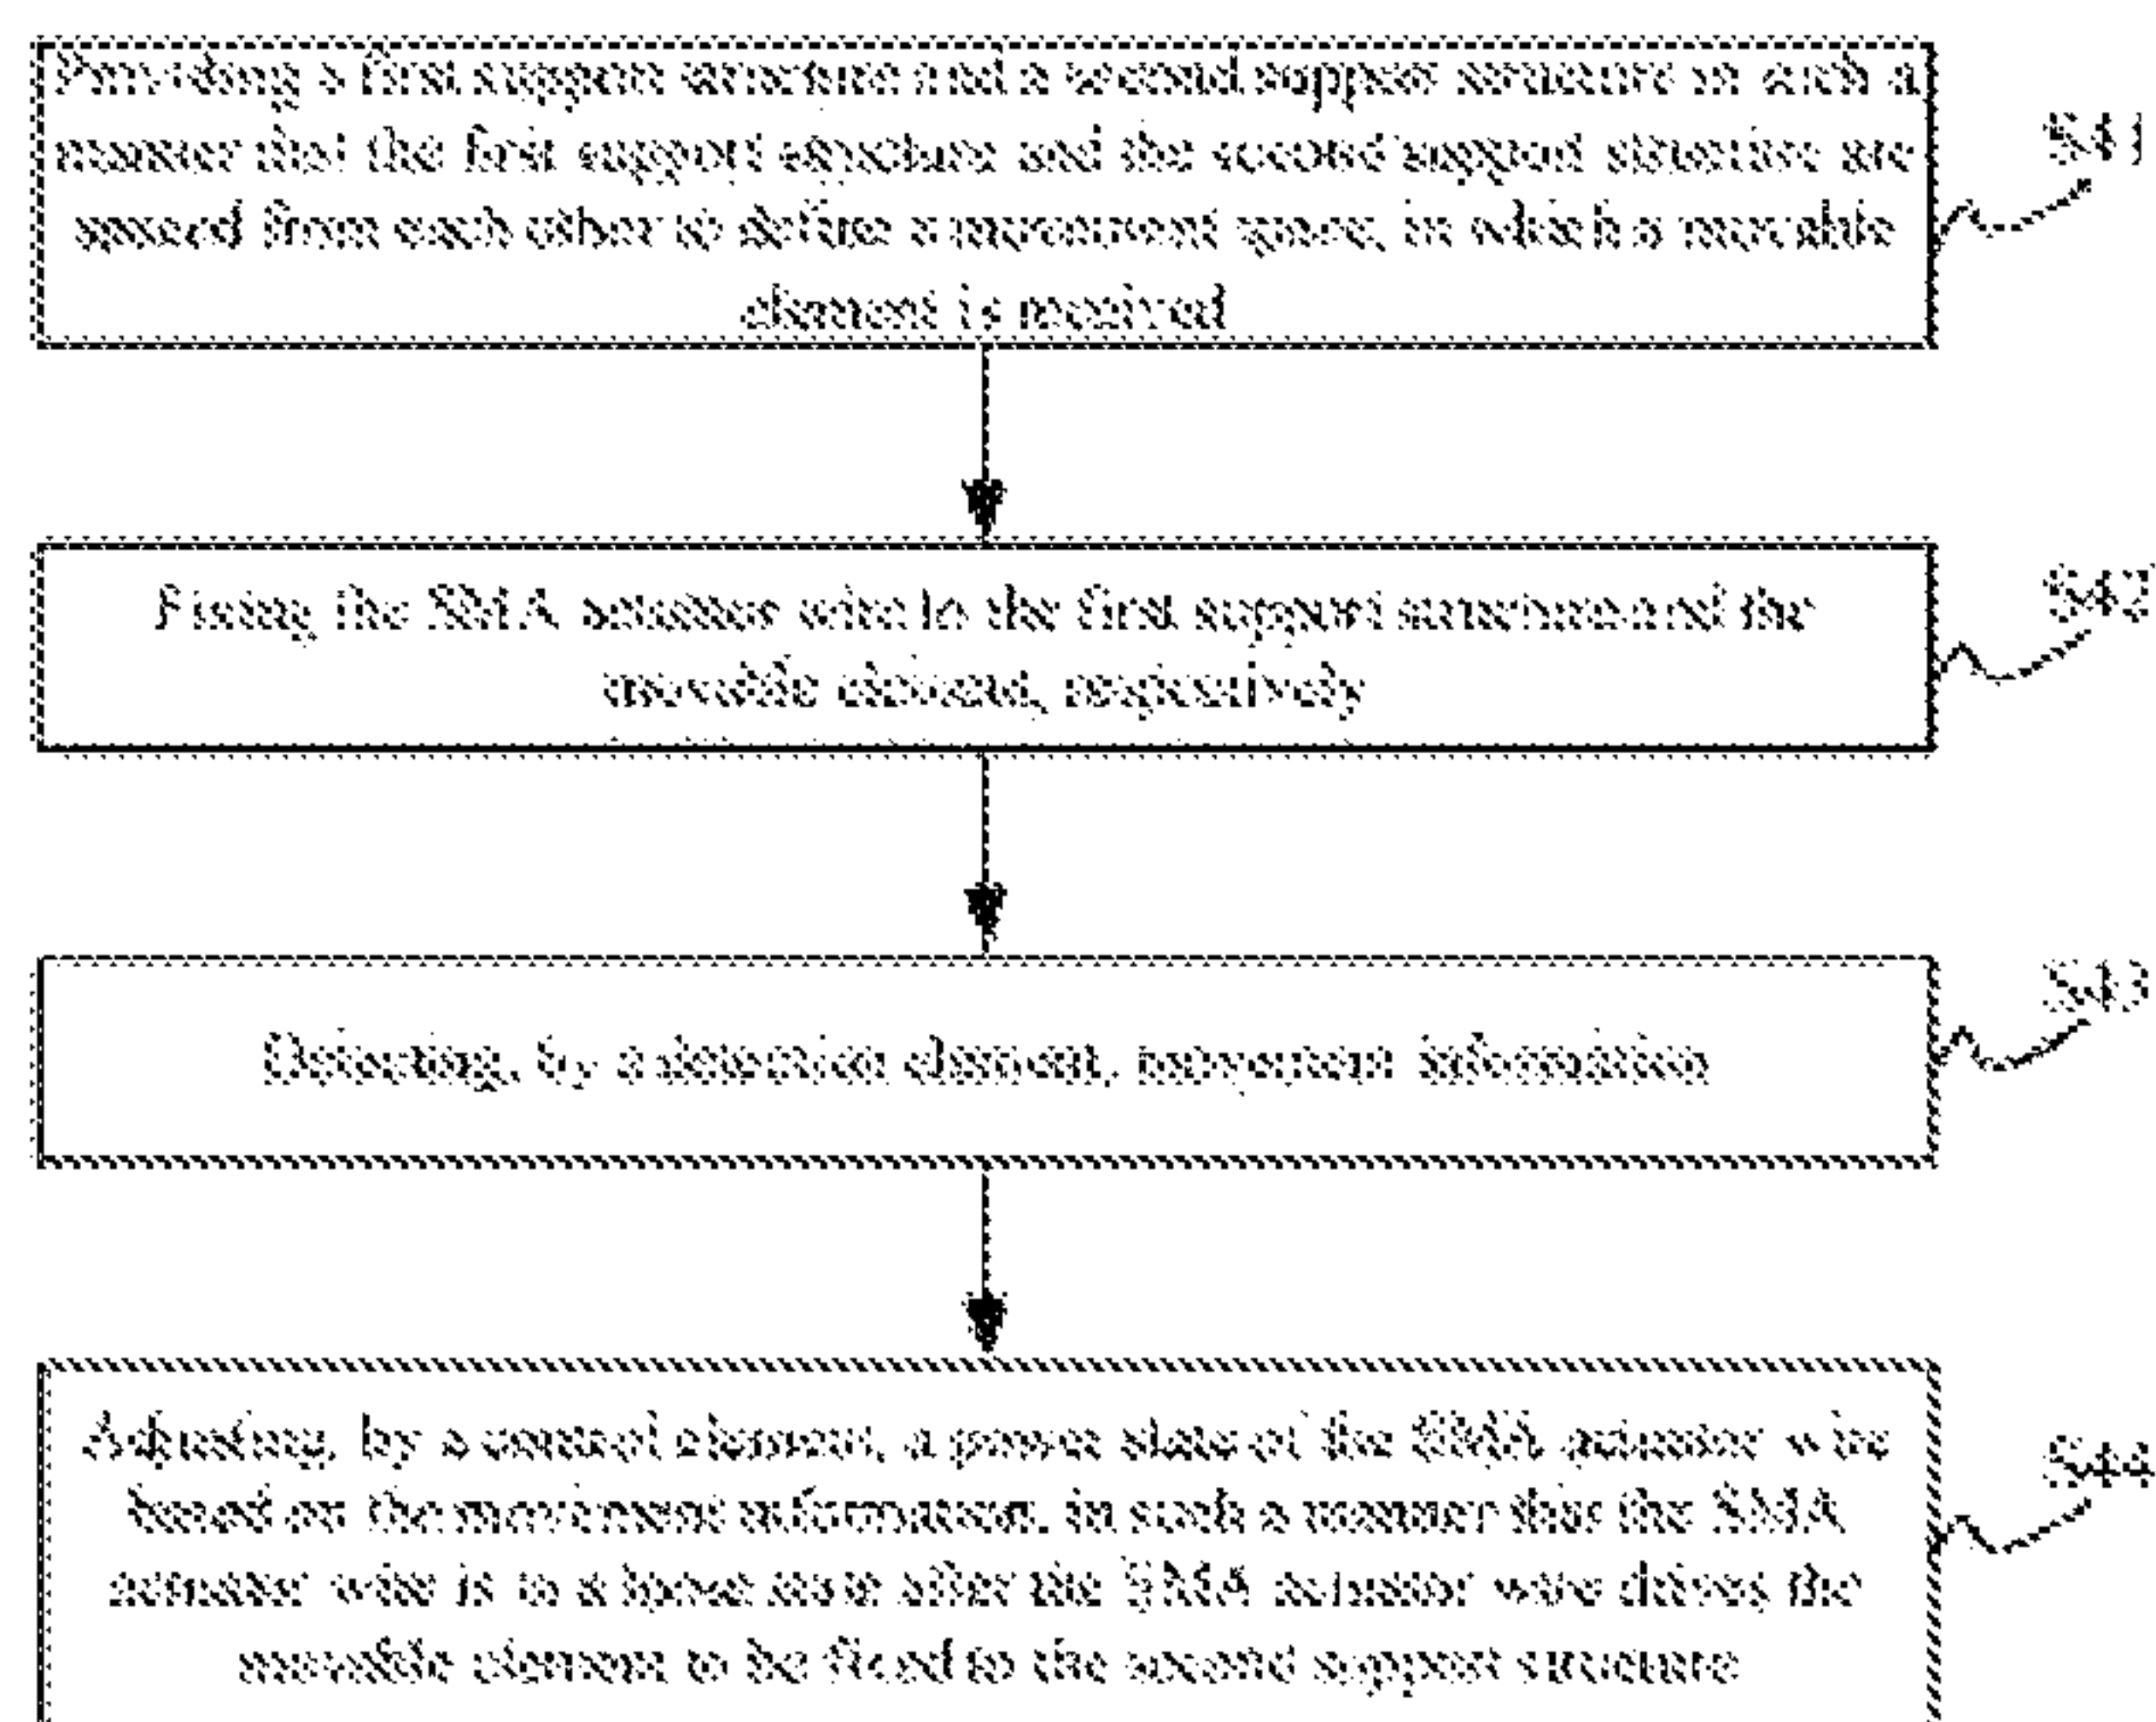 Providing a first support structure and a second support structure in such a
manner that the first support structure and the second support structure are
spaced from each other to define a movement space, in which a movable
element is received
S41
Fixing the SMA actuator wire to the first support structure and the
movable element, respectively
S42
Detecting, by a detection element, movement information
S43
Adjusting, by a control element, a power state of the SMA actuator wire
based on the movement information, in such a manner that the SMA
actuator wire is in a state after the SMA actuator wire drives the
movable element to be fixed to the second support structure
S44